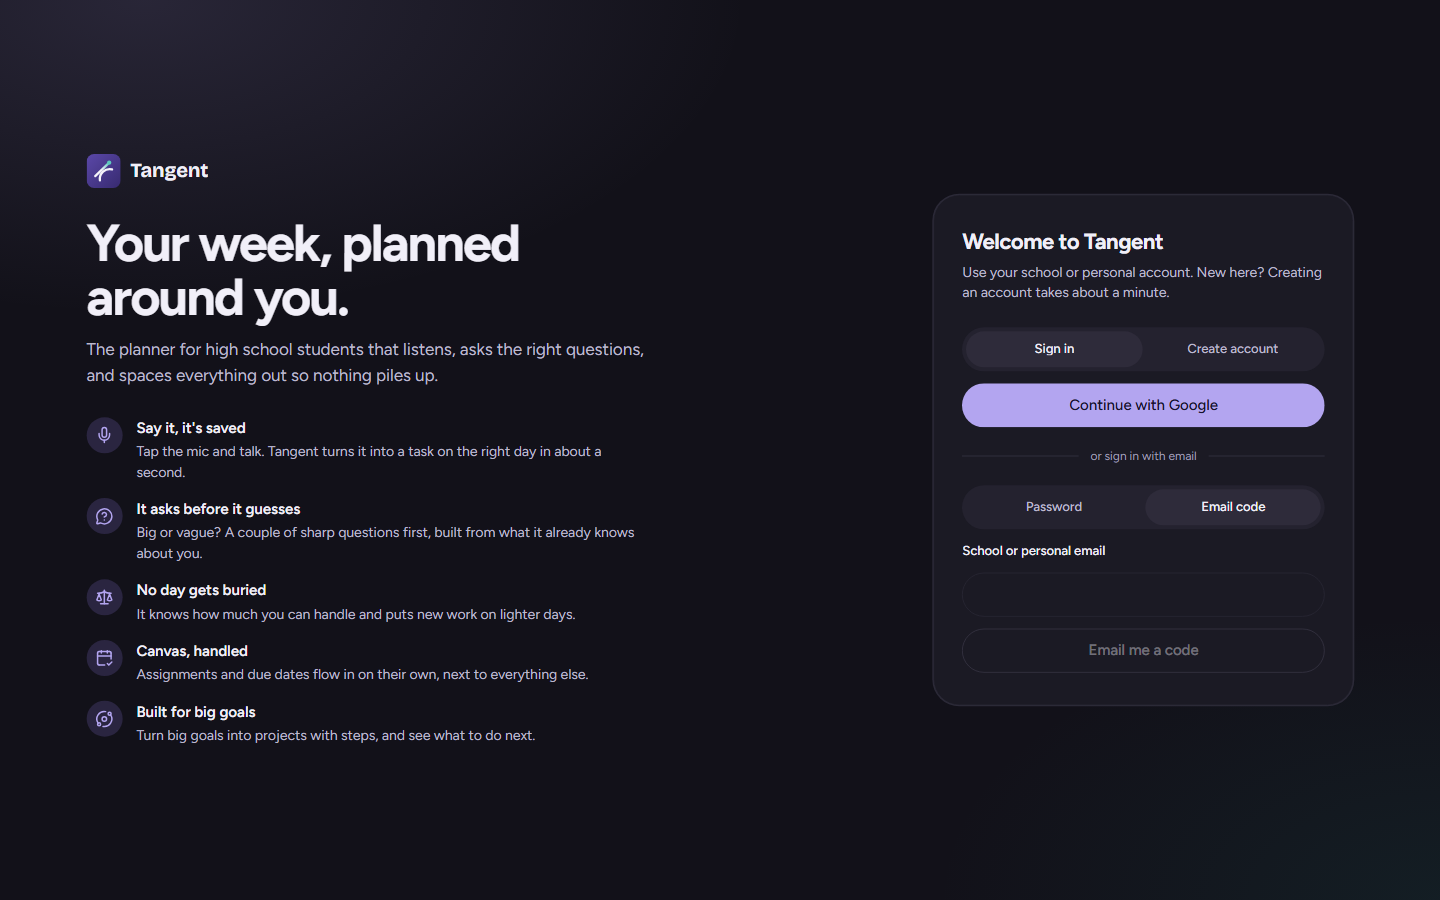 Tangent
Your week, planned
around you.
The planner for high school students that listens, asks the right questions,
and spaces everything out so nothing piles up.
Say it, it's saved
Tap the mic and talk. Tangent turns it into a task on the right day in about a
second.
It asks before it guesses
Big or vague? A couple of sharp questions first, built from what it already knows
about you.
No day gets buried
It knows how much you can handle and puts new work on lighter days.
Canvas, handled
Assignments and due dates flow in on their own, next to everything else.
Built for big goals
Turn big goals into projects with steps, and see what to do next.
Welcome to Tangent
Use your school or personal account. New here? Creating
an account takes about a minute.
Sign in
Create account
Continue with Google
or sign in with email
Password
Email code
School or personal email
Email me a code